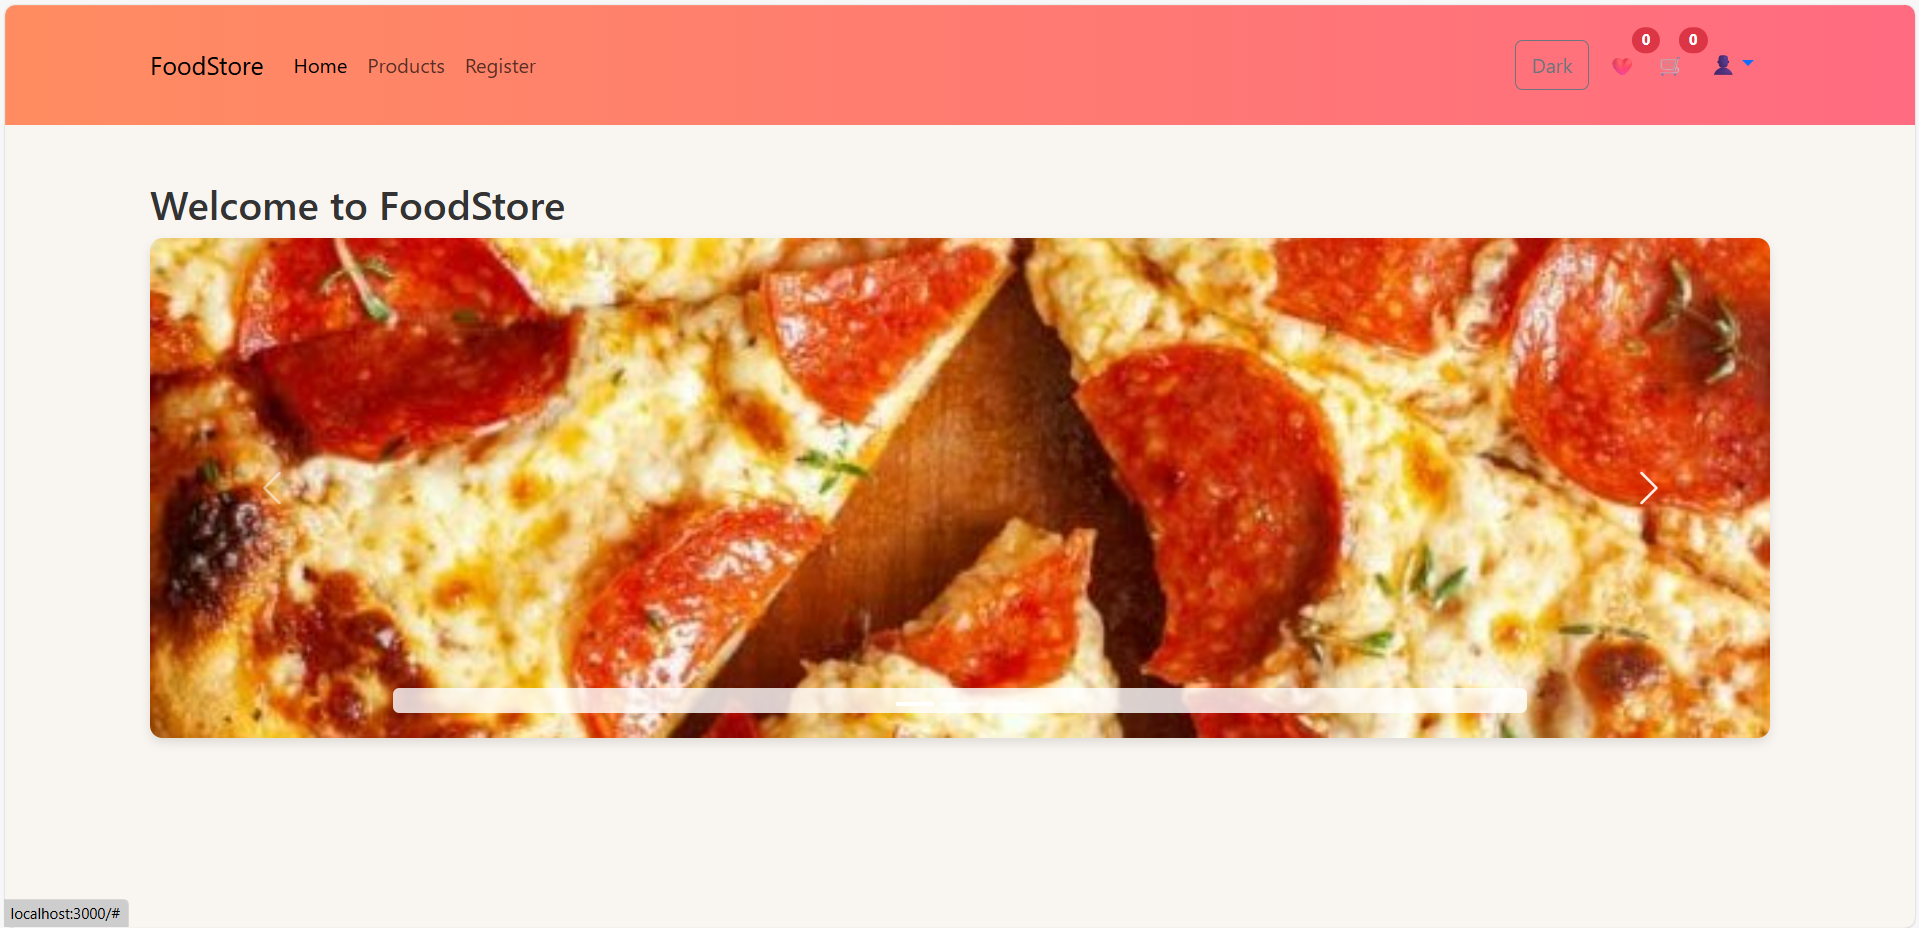 FoodStore Home Products Register Dark 0 0
Welcome to FoodStore
localhost:3000/#